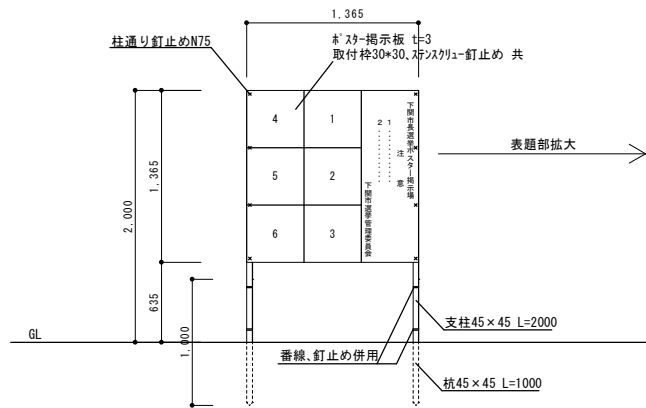 1,365
柱通り釘止めN75
ﾎﾟｽﾀｰ掲示板 t=3
取付枠30*30、ｽﾃﾝｽｸﾘｭｰ釘止め 共
4
1
5
2
6
3
下関市長選挙ポスター掲示場
注意
1 ..........
2 ..........
下関市選挙管理委員会
表題部拡大
2,000
1,365
635
1,000
GL
支柱45×45 L=2000
番線、釘止め併用
杭45×45 L=1000